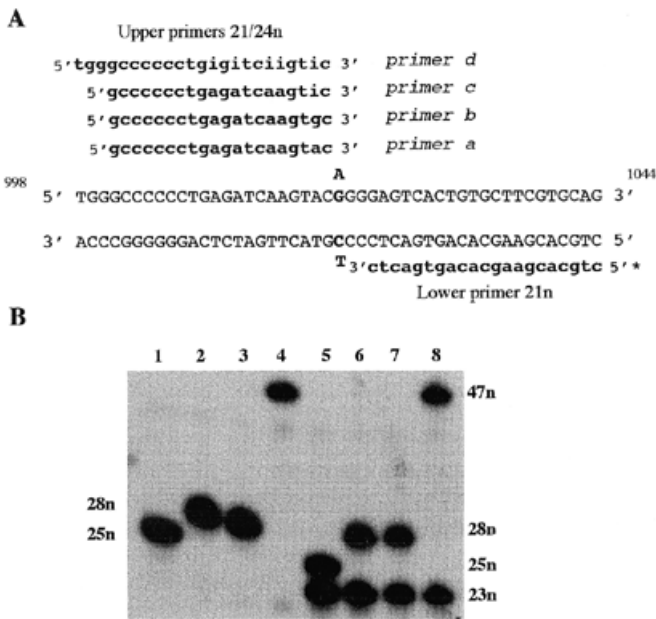 A
Upper primers 21/24n
5'tgggcccccctgigitciigtic 3' primer d
5'gcccccctgagatcaagtic 3' primer c
5'gcccccctgagatcaagtgc 3' primer b
5'gcccccctgagatcaagtac 3' primer a
998 A 1044
5' TGGGCCCCCCTGAGATCAAGTACGGGGAGTCACTGTGCTTCGTGCAG 3'
3' ACCCGGGGGGACTCTAGTTCATGCCCCTCAGTGACACGAAGCACGTC 5'
T 3'ctcagtgacacgaagcacgtc 5'*
Lower primer 21n
B
1 2 3 4 5 6 7 8
47n
28n 28n
25n 25n
23n